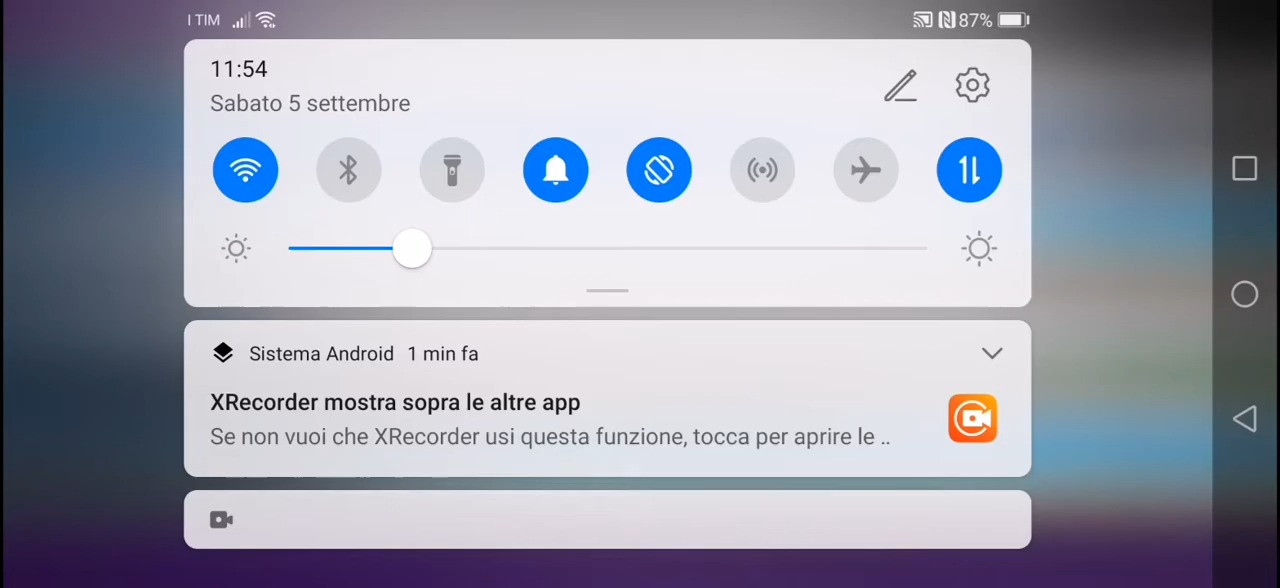 I TIM
87%
11:54
Sabato 5 settembre
Sistema Android 1 min fa
XRecorder mostra sopra le altre app
Se non vuoi che XRecorder usi questa funzione, tocca per aprire le ..